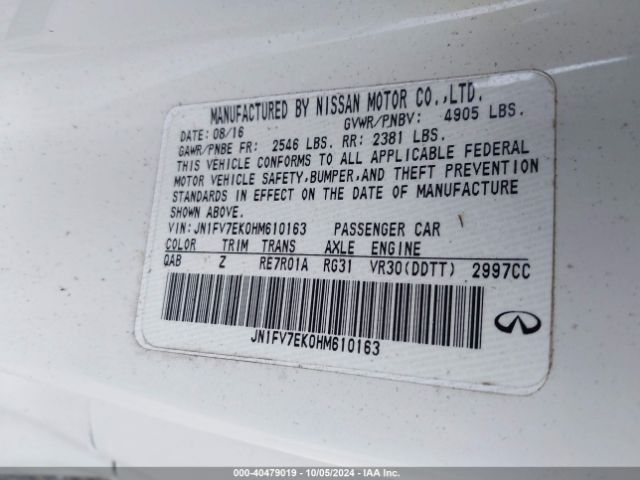 MANUFACTURED BY NISSAN MOTOR CO.,LTD.
DATE: 08/16 GVWR/PNBV: 4905 LBS.
GAWR/PNBE FR: 2546 LBS. RR: 2381 LBS.
THIS VEHICLE CONFORMS TO ALL APPLICABLE FEDERAL
MOTOR VEHICLE SAFETY,BUMPER,AND THEFT PREVENTION
STANDARDS IN EFFECT ON THE DATE OF MANUFACTURE
SHOWN ABOVE.
VIN:JN1FV7EK0HM610163 PASSENGER CAR
COLOR TRIM TRANS AXLE ENGINE
QAB Z RE7R01A RG31 VR30(DDTT) 2997CC
JN1FV7EK0HM610163
000-40479019 - 10/05/2024 - IAAI.com